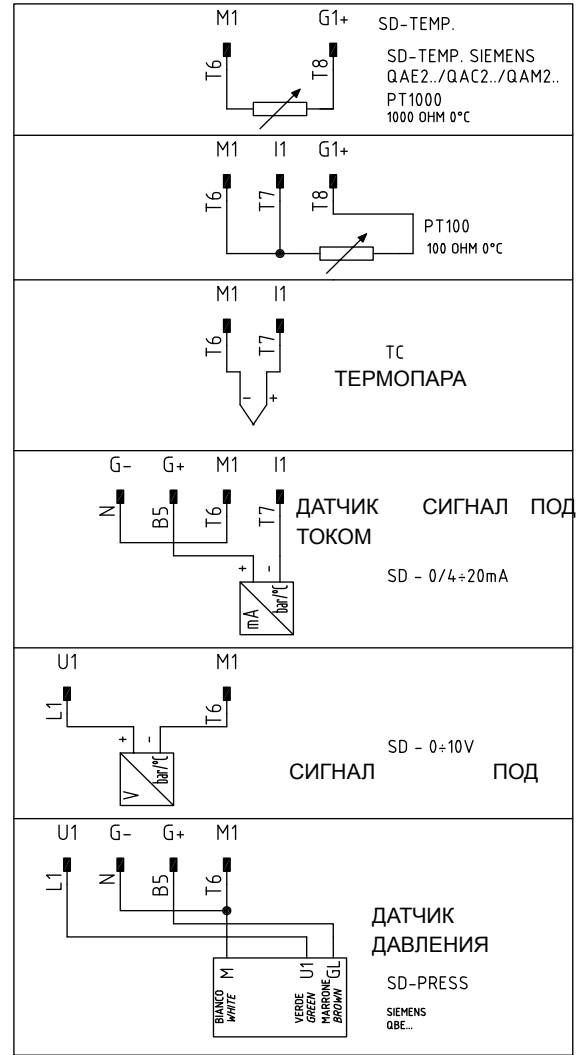 M1 G1+ SD-TEMP.
T6 T8 SD-TEMP. SIEMENS
QAE2../QAC2../QAM2..
PT1000
1000 OHM 0°C
M1 I1 G1+
T6 T7 T8
PT100
100 OHM 0°C
M1 I1
T6 T7
TC
ТЕРМОПАРА
- +
G- G+ M1 I1
N B5 T6 T7
ДАТЧИК СИГНАЛ ПОД
ТОКОМ
+ -
mA bar/°C
SD - 0/4÷20mA
U1 M1
L1 T6
+ -
V bar/°C
SD - 0÷10V
СИГНАЛ ПОД
U1 G- G+ M1
L1 N B5 T6
ДАТЧИК
ДАВЛЕНИЯ
M U1 GL
SD-PRESS
BIANCO VERDE MARRONE
WHITE GREEN BROWN
SIEMENS
QBE...